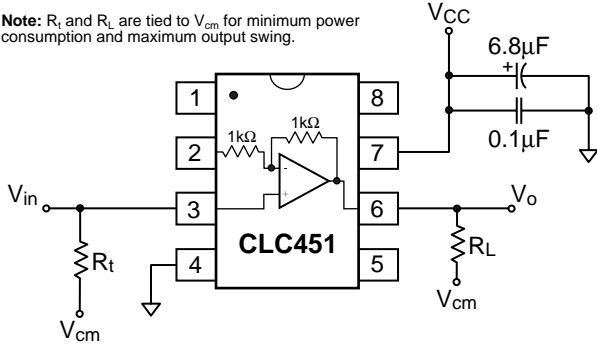 Note: Rt and RL are tied to Vcm for minimum power
consumption and maximum output swing.
VCC
6.8µF
+
0.1µF
1
8
1kΩ
1kΩ
2
7
-
+
Vin
3
6
Vo
CLC451
Rt
4
5
RL
Vcm
Vcm